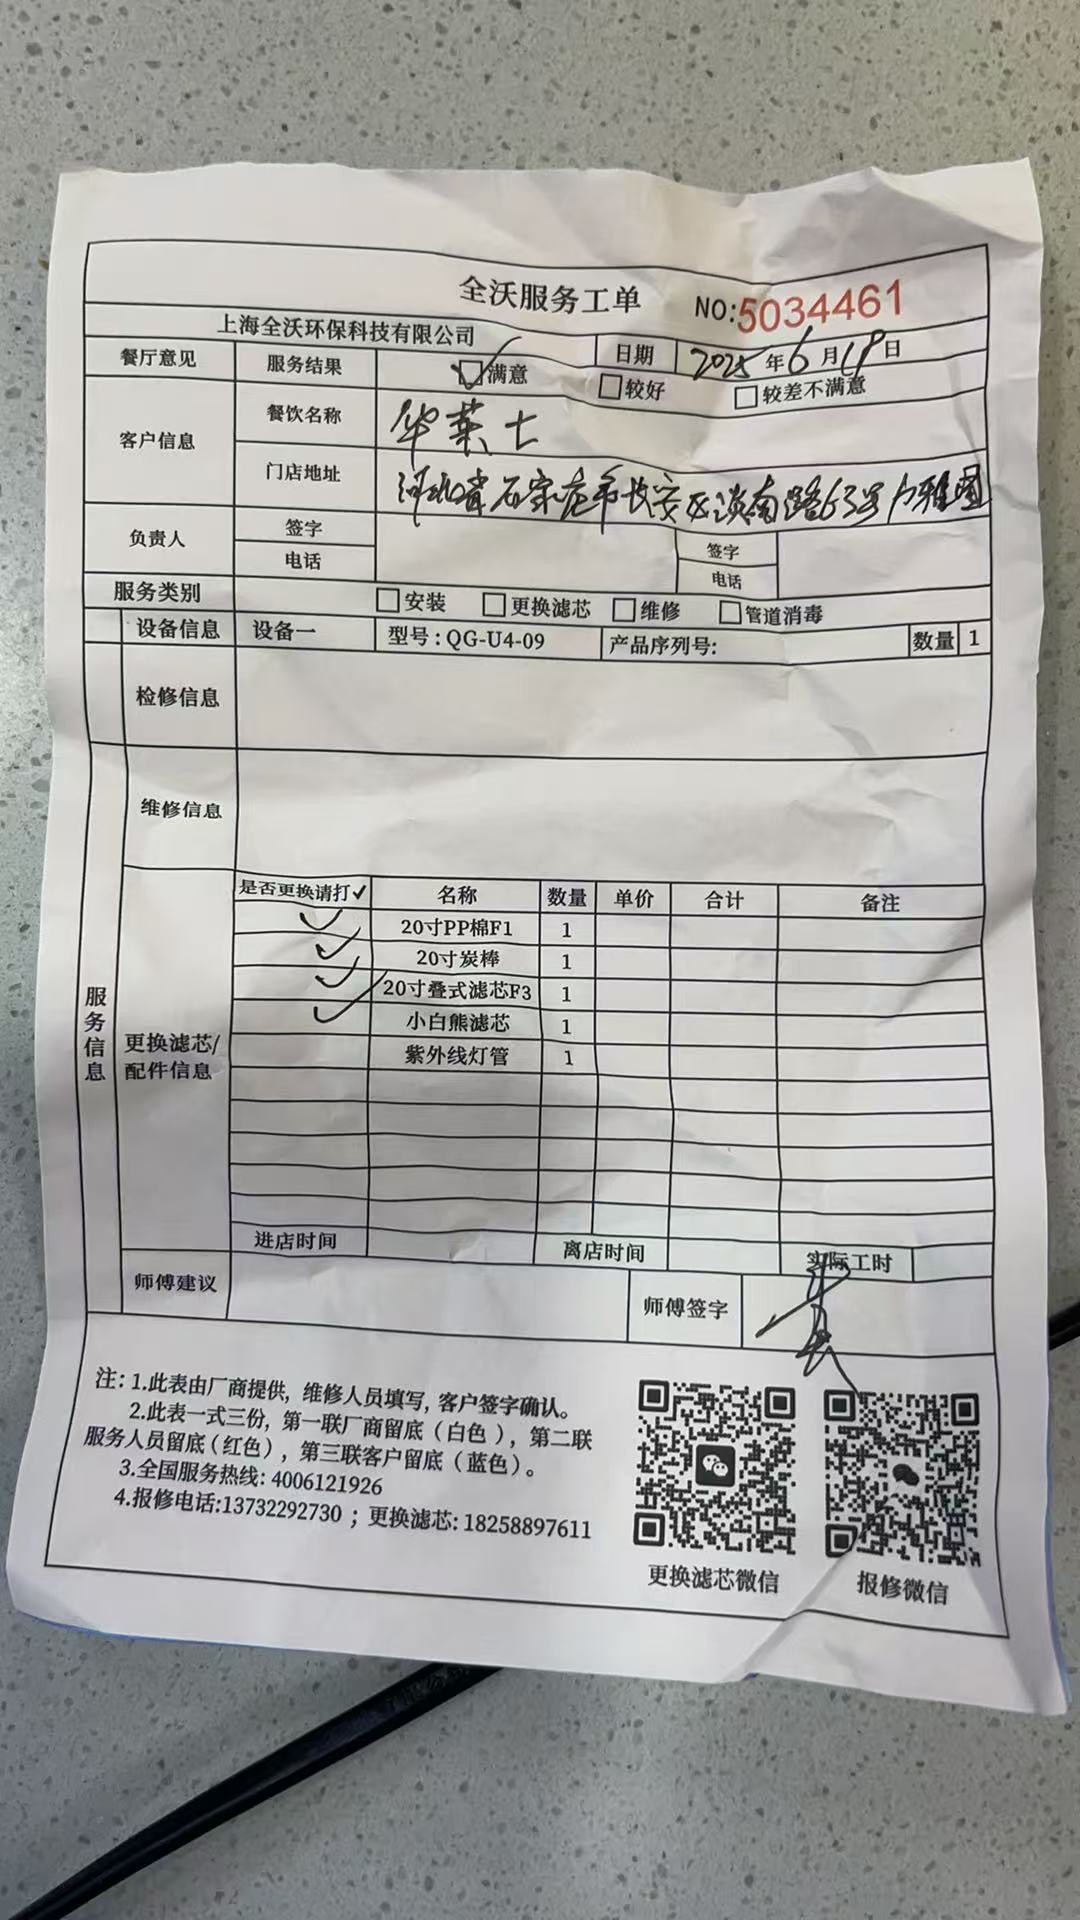 全沃服务工单 NO:5034461
上海全沃环保科技有限公司 日期 2025年6月19日
餐厅意见 服务结果 满意 较好 较差不满意
客户信息 餐饮名称 华莱士
门店地址 河北省石家庄市长安区谈南路63号
负责人 签字 签字
电话 电话
服务类别 安装 更换滤芯 维修 管道消毒
设备信息 设备一 型号:QG-U4-09 产品序列号: 数量 1
检修信息
维修信息
服务信息
更换滤芯/
配件信息
是否更换请打✓ 名称 数量 单价 合计 备注
✓ 20寸PP棉F1 1
✓ 20寸炭棒 1
✓ 20寸叠式滤芯F3 1
✓ 小白熊滤芯 1
紫外线灯管 1
进店时间 离店时间 实际工时
师傅建议 师傅签字
注:1.此表由厂商提供,维修人员填写,客户签字确认。
2.此表一式三份,第一联厂商留底(白色),第二联
服务人员留底(红色),第三联客户留底(蓝色)。
3.全国服务热线:4006121926
4.报修电话:13732292730;更换滤芯:18258897611
更换滤芯微信 报修微信